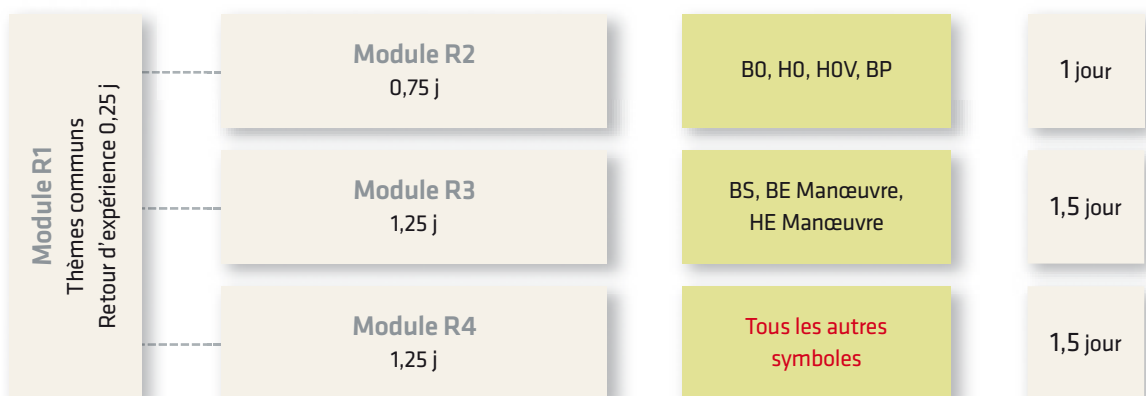 Module R1
Thèmes communs
Retour d'expérience 0,25 j
Module R2
0,75 j
B0, H0, H0V, BP
1 jour
Module R3
1,25 j
BS, BE Manœuvre,
HE Manœuvre
1,5 jour
Module R4
1,25 j
Tous les autres
symboles
1,5 jour